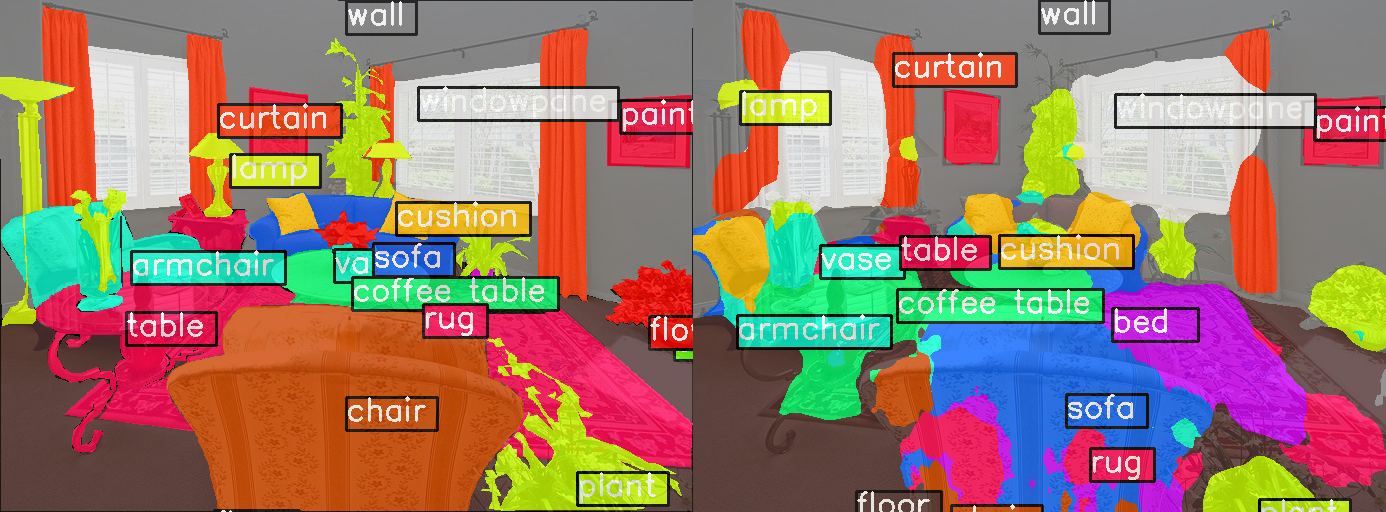 wall
windowpane
paint
curtain
lamp
cushion
sofa
armchair
va
coffee table
rug
table
flo
chair
plant
wall
curtain
lamp
windowpane
paint
table
cushion
vase
coffee table
armchair
bed
sofa
rug
floor
plant